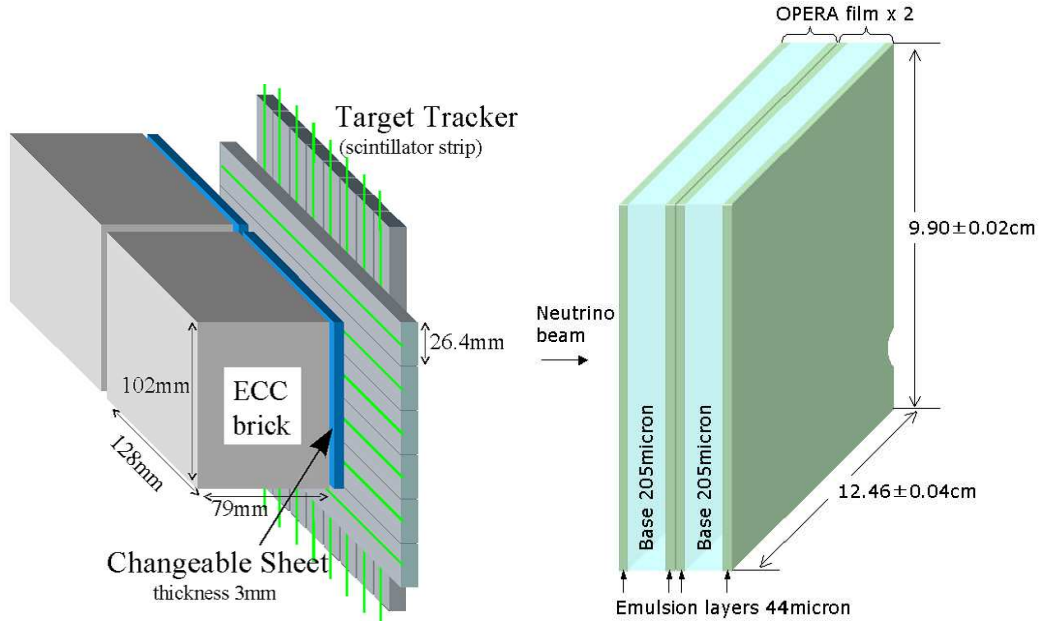 Target Tracker
(scintillator strip)
26.4mm
102mm
ECC
brick
128mm
79mm
Changeable Sheet
thickness 3mm
OPERA film x 2
9.90±0.02cm
Neutrino
beam
Base 205micron
Base 205micron
12.46±0.04cm
Emulsion layers 44micron